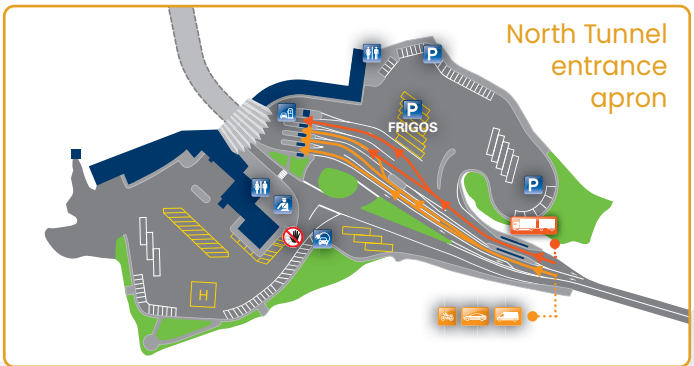 North Tunnel
entrance
apron
P
P
FRIGOS
P
H